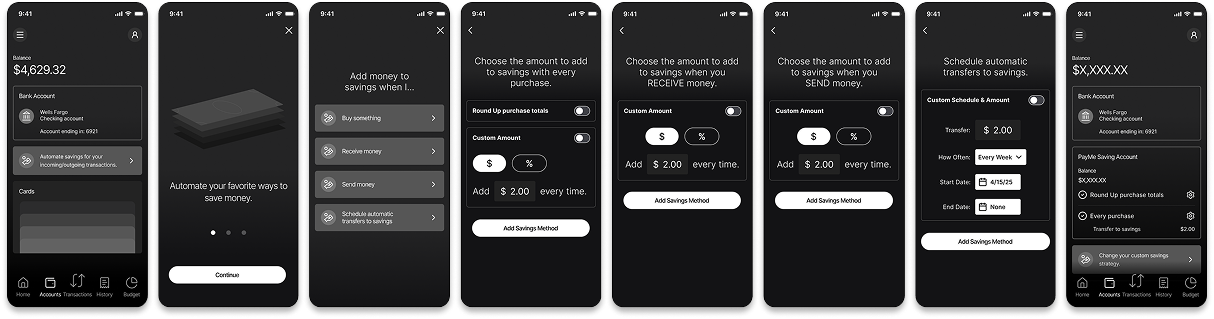 9:41
Balance
$4,629.32
Bank Account
Wells Fargo
Checking account
Account ending in: 6921
Automate savings for your
incoming/outgoing transactions.
Cards
Home
Accounts
Transactions
History
Budget
9:41
Automate your favorite ways to
save money.
Continue
9:41
Add money to
savings when I...
Buy something
Receive money
Send money
Schedule automatic
transfers to savings
9:41
Choose the amount to add
to savings with every
purchase.
Round Up purchase totals
Custom Amount
$ %
Add $ 2.00 every time.
Add Savings Method
9:41
Choose the amount to add
to savings when you
RECEIVE money.
Custom Amount
$ %
Add $ 2.00 every time.
Add Savings Method
9:41
Choose the amount to add
to savings when you
SEND money.
Custom Amount
$ %
Add $ 2.00 every time.
Add Savings Method
9:41
Schedule automatic
transfers to savings.
Custom Schedule & Amount
Transfer: $ 2.00
How Often: Every Week
Start Date: 4/15/25
End Date: None
Add Savings Method
9:41
Balance
$X,XXX.XX
Bank Account
Wells Fargo
Checking account
Account ending in: 6921
PayMe Saving Account
Balance
$X,XXX.XX
Round Up purchase totals
Every purchase
Transfer to savings $2.00
Change your custom savings
strategy.
Home
Accounts
Transactions
History
Budget